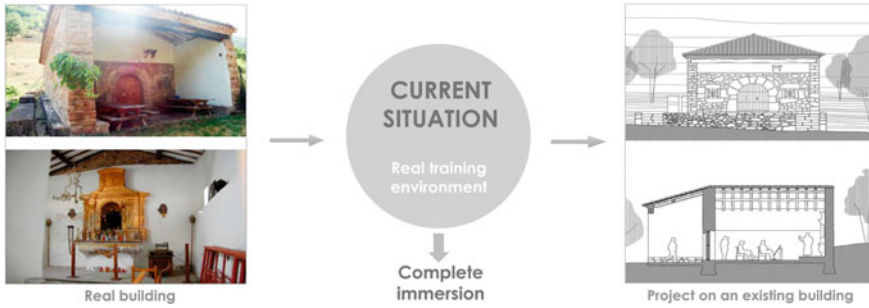 CURRENT
SITUATION
Real training
environment
Complete
immersion
Real building
Project on an existing building